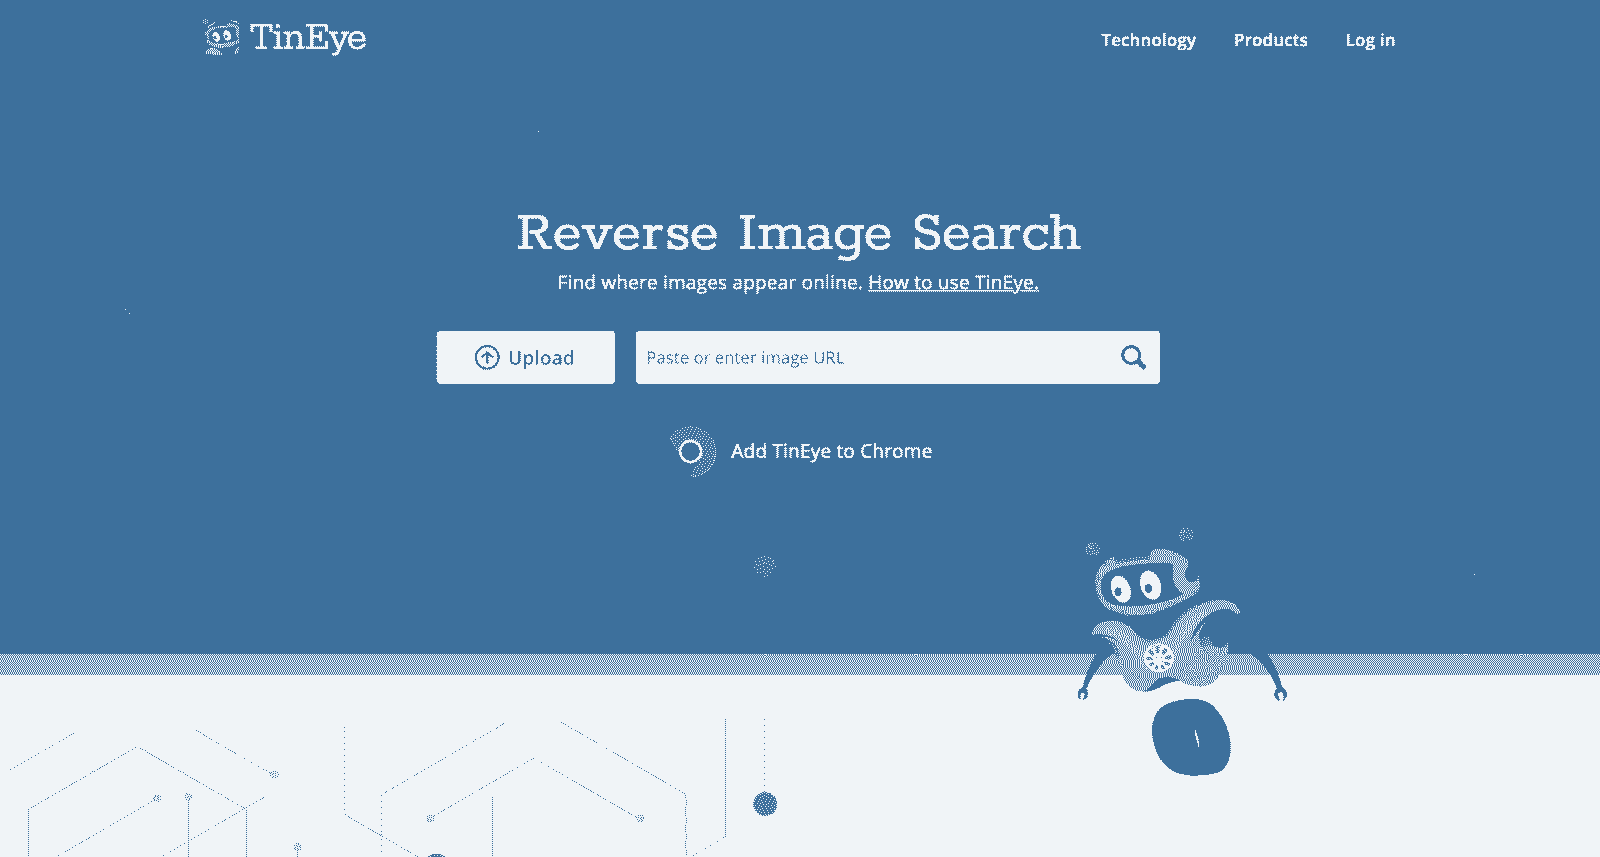 TinEye
Technology Products Log in
Reverse Image Search
Find where images appear online. How to use TinEye.
Upload
Paste or enter image URL
Add TinEye to Chrome